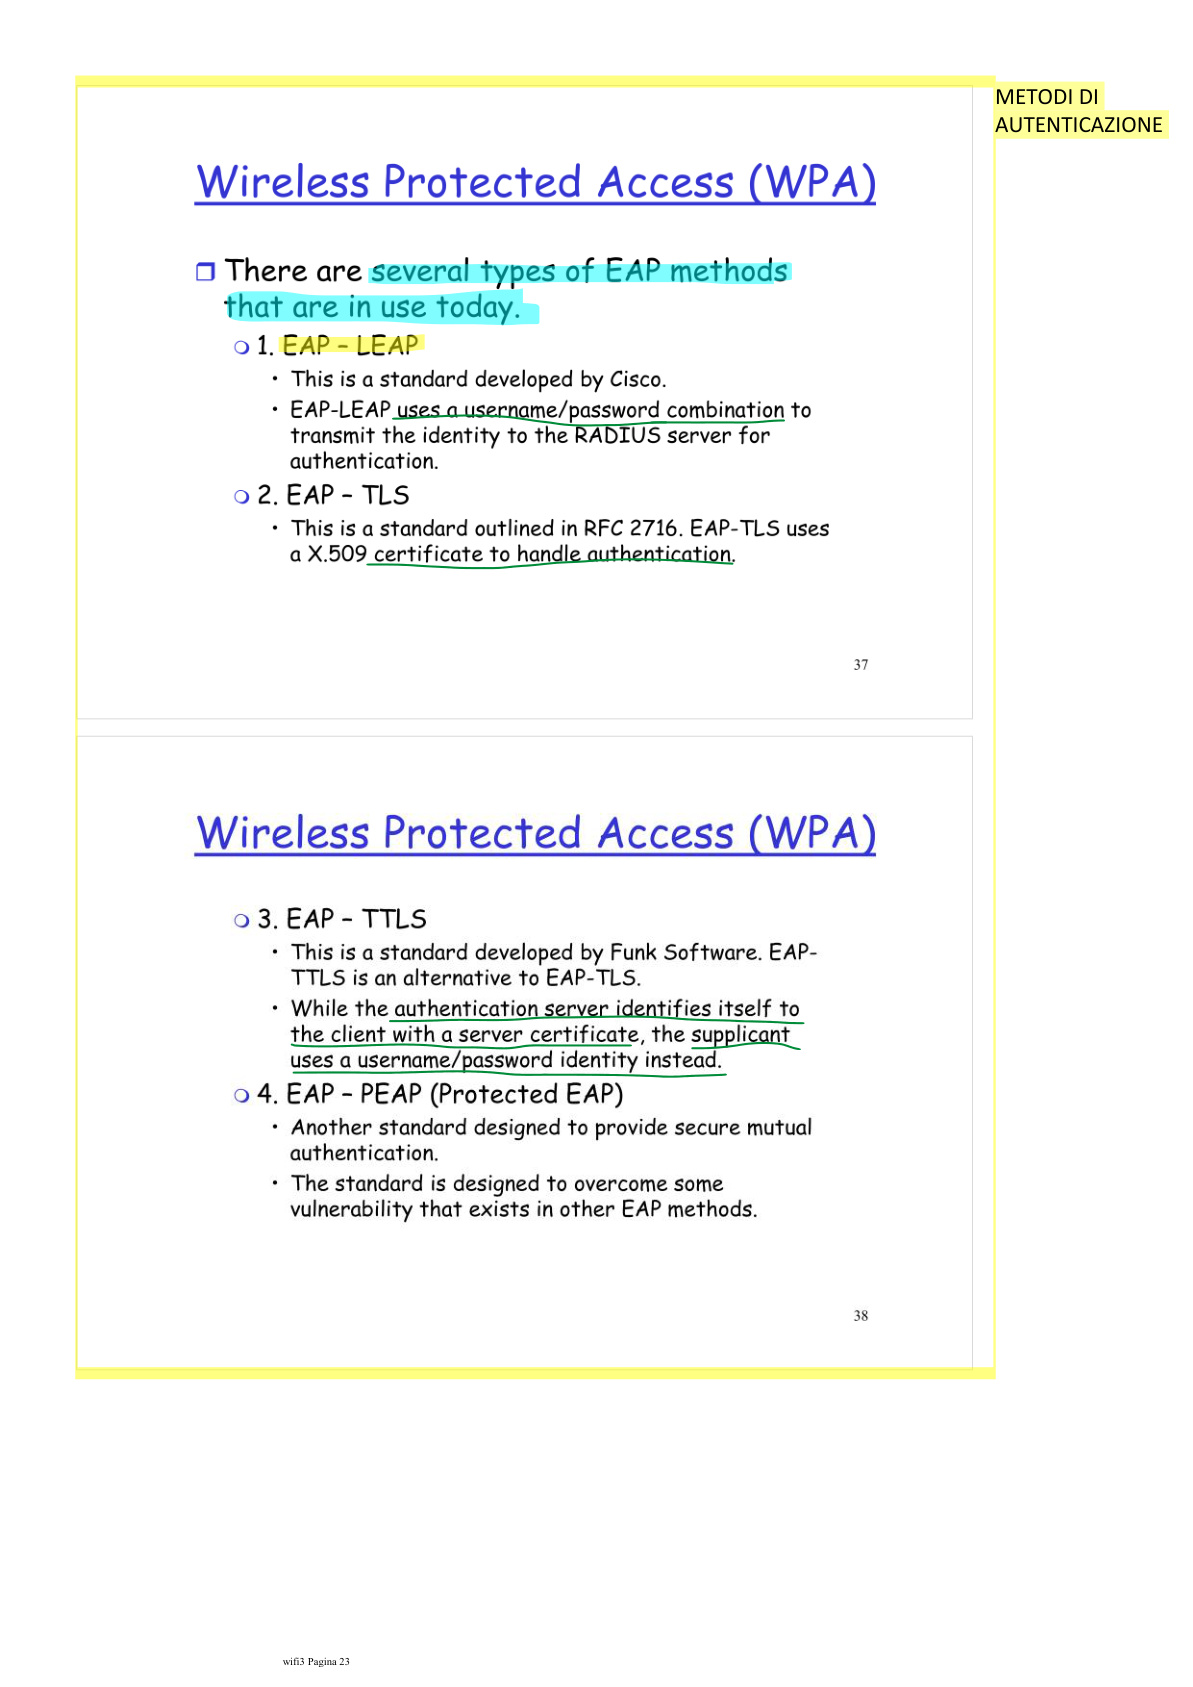 METODI DI
AUTENTICAZIONE
Wireless Protected Access (WPA)
There are several types of EAP methods
that are in use today.
1. EAP – LEAP
• This is a standard developed by Cisco.
• EAP-LEAP uses a username/password combination to
transmit the identity to the RADIUS server for
authentication.
2. EAP – TLS
• This is a standard outlined in RFC 2716. EAP-TLS uses
a X.509 certificate to handle authentication.
37
Wireless Protected Access (WPA)
3. EAP – TTLS
• This is a standard developed by Funk Software. EAP-
TTLS is an alternative to EAP-TLS.
• While the authentication server identifies itself to
the client with a server certificate, the supplicant
uses a username/password identity instead.
4. EAP – PEAP (Protected EAP)
• Another standard designed to provide secure mutual
authentication.
• The standard is designed to overcome some
vulnerability that exists in other EAP methods.
38
wifi3 Pagina 23